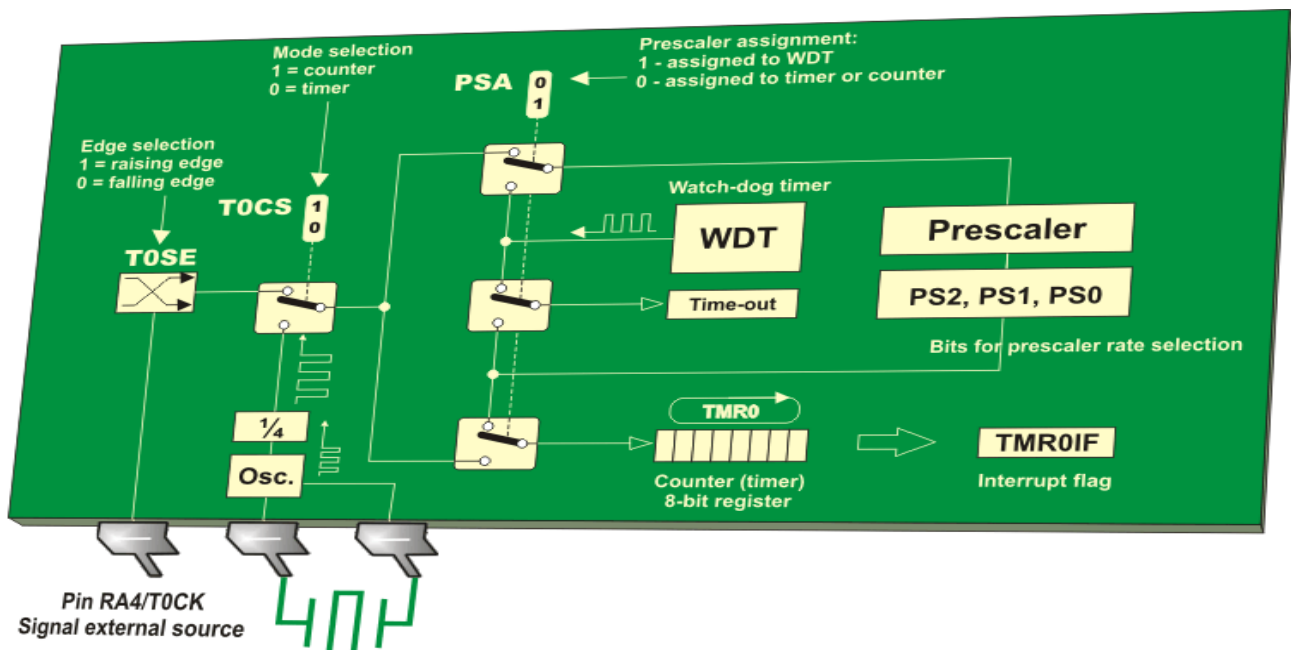 Mode selection
1 = counter
0 = timer
Prescaler assignment:
1 - assigned to WDT
0 - assigned to timer or counter
PSA
0
1
Edge selection
1 = raising edge
0 = falling edge
T0CS
1
0
T0SE
Watch-dog timer
WDT
Prescaler
Time-out
PS2, PS1, PS0
Bits for prescaler rate selection
1/4
Osc.
TMR0
TMR0IF
Counter (timer)
8-bit register
Interrupt flag
Pin RA4/T0CK
Signal external source